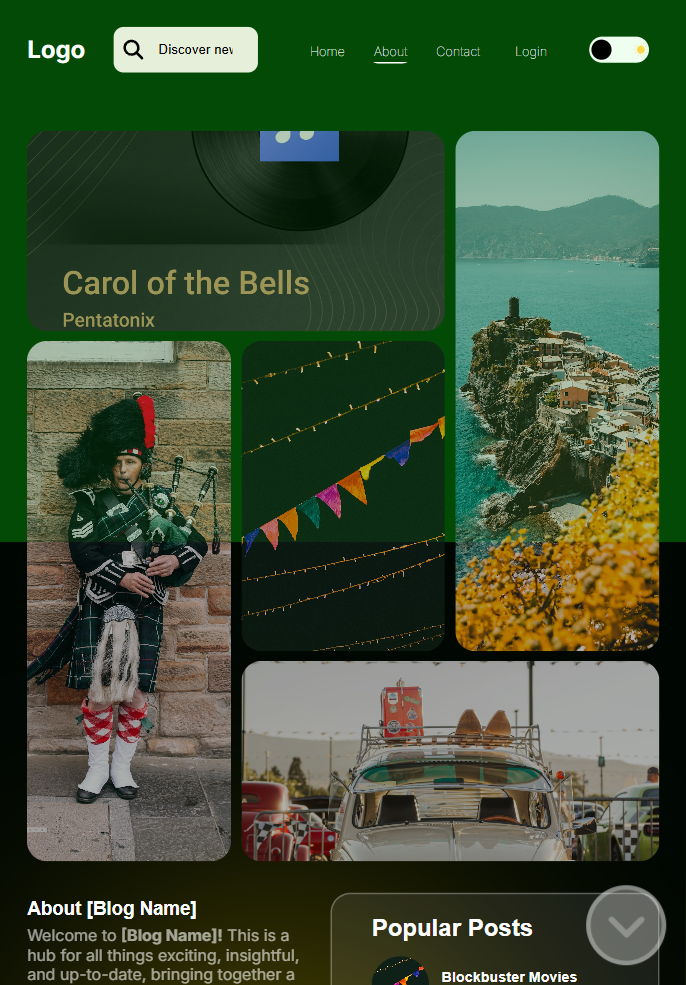 Logo
Discover new
Home
About
Contact
Login
Carol of the Bells
Pentatonix
About [Blog Name]
Welcome to [Blog Name]! This is a
hub for all things exciting, insightful,
and up-to-date, bringing together a
Popular Posts
Blockbuster Movies